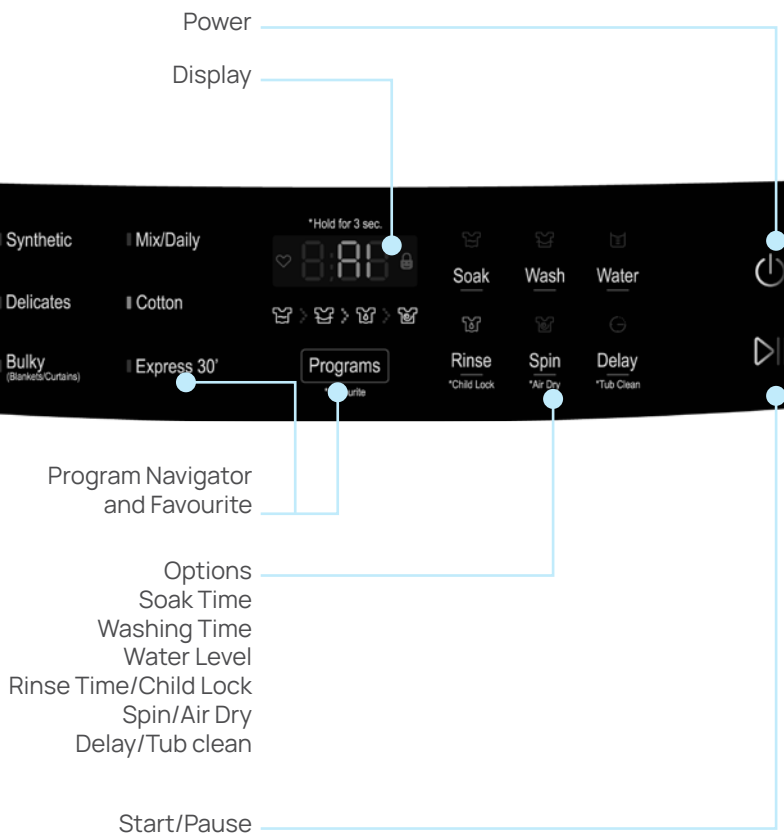 Power
Display
*Hold for 3 sec.
Synthetic
Mix/Daily
AI
Soak
Wash
Water
Delicates
Cotton
Bulky
(Blankets/Curtains)
Express 30'
Programs
Rinse
*Child Lock
Spin
*Air Dry
Delay
*Tub Clean
Program Navigator
and Favourite
Options
Soak Time
Washing Time
Water Level
Rinse Time/Child Lock
Spin/Air Dry
Delay/Tub clean
Start/Pause